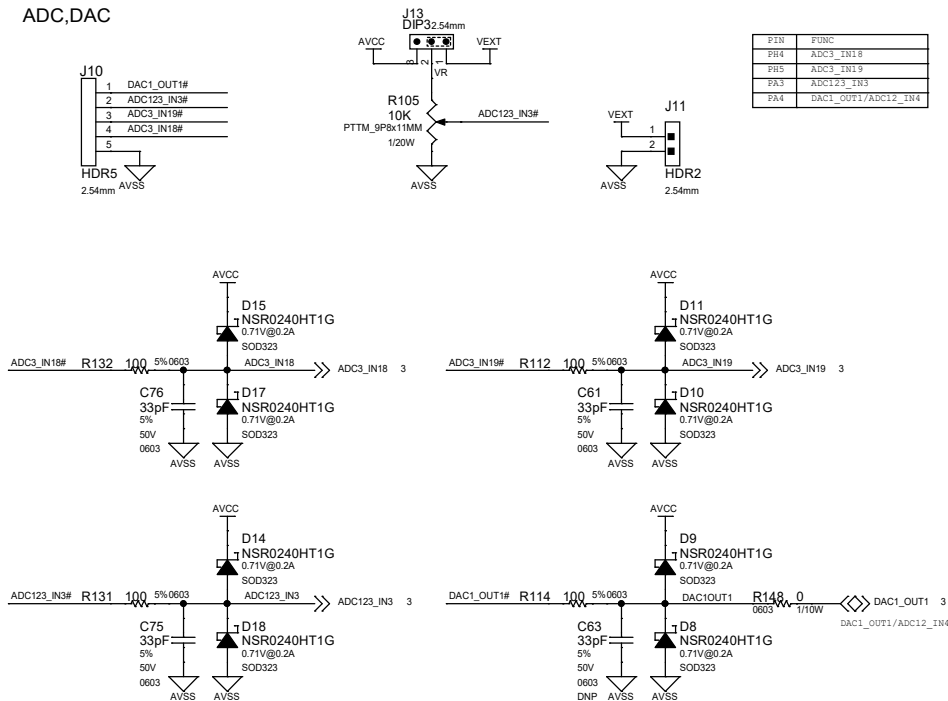 ADC,DAC
J13
DIP3 2.54mm
AVCC
VEXT
3
2
1
VR
R105
10K
PTTM_9P8x11MM
1/20W
ADC123_IN3#
AVSS
J10
1 DAC1_OUT1#
2 ADC123_IN3#
3 ADC3_IN19#
4 ADC3_IN18#
5
HDR5
2.54mm
AVSS
J11
VEXT
1
2
HDR2
2.54mm
AVSS
PIN FUNC
PH4 ADC3_IN18
PH5 ADC3_IN19
PA3 ADC123_IN3
PA4 DAC1_OUT1/ADC12_IN4
AVCC
D15
NSR0240HT1G
0.71V@0.2A
SOD323
ADC3_IN18# R132 100 5% 0603 ADC3_IN18 ADC3_IN18 3
C76
33pF
5%
50V
0603
AVSS
D17
NSR0240HT1G
0.71V@0.2A
SOD323
AVSS
AVCC
D11
NSR0240HT1G
0.71V@0.2A
SOD323
ADC3_IN19# R112 100 5% 0603 ADC3_IN19 ADC3_IN19 3
C61
33pF
5%
50V
0603
AVSS
D10
NSR0240HT1G
0.71V@0.2A
SOD323
AVSS
AVCC
D14
NSR0240HT1G
0.71V@0.2A
SOD323
ADC123_IN3# R131 100 5% 0603 ADC123_IN3 ADC123_IN3 3
C75
33pF
5%
50V
0603
AVSS
D18
NSR0240HT1G
0.71V@0.2A
SOD323
AVSS
AVCC
D9
NSR0240HT1G
0.71V@0.2A
SOD323
DAC1_OUT1# R114 100 5% 0603 DAC1OUT1 R148 0 DAC1_OUT1 3
0603 1/10W
DAC1_OUT1/ADC12_IN4
C63
33pF
5%
50V
0603
DNP
AVSS
D8
NSR0240HT1G
0.71V@0.2A
SOD323
AVSS